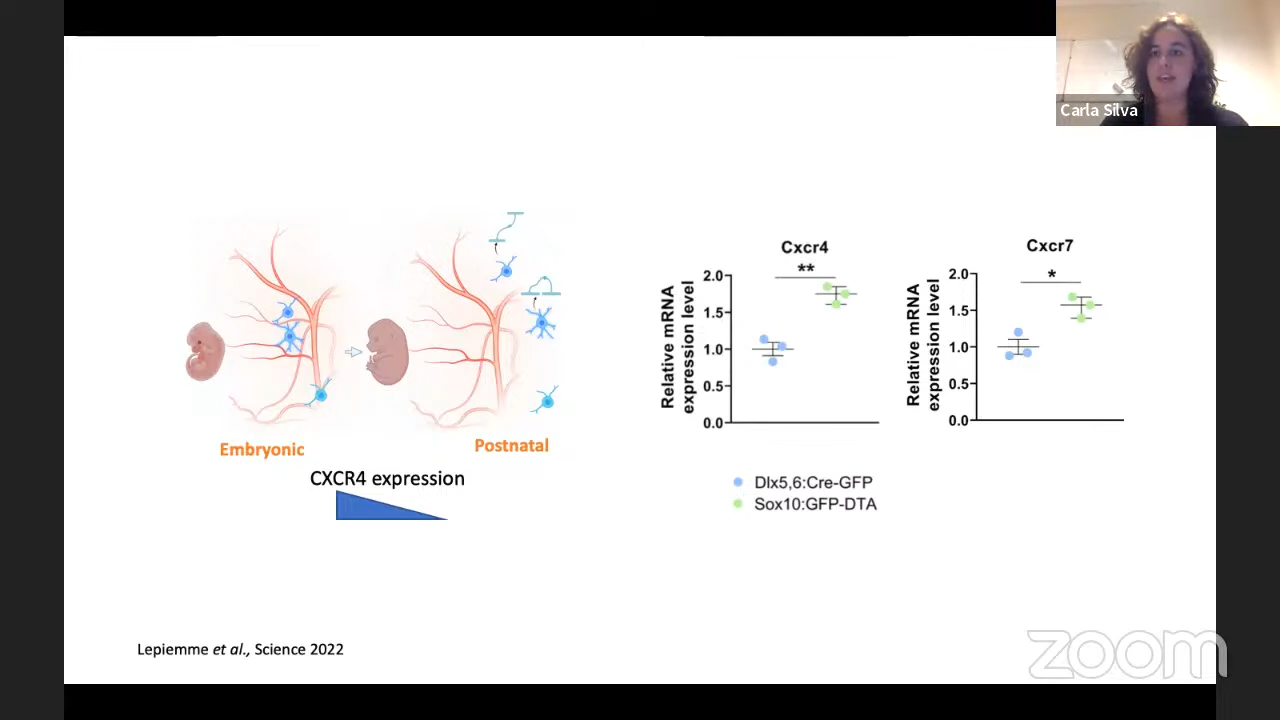 Carla Silva
Embryonic
Postnatal
CXCR4 expression
Cxcr4
**
Relative mRNA
expression level
2.0
1.5
1.0
0.5
0.0
Cxcr7
*
Relative mRNA
expression level
2.0
1.5
1.0
0.5
0.0
Dlx5,6:Cre-GFP
Sox10:GFP-DTA
Lepiemme et al., Science 2022
zoom